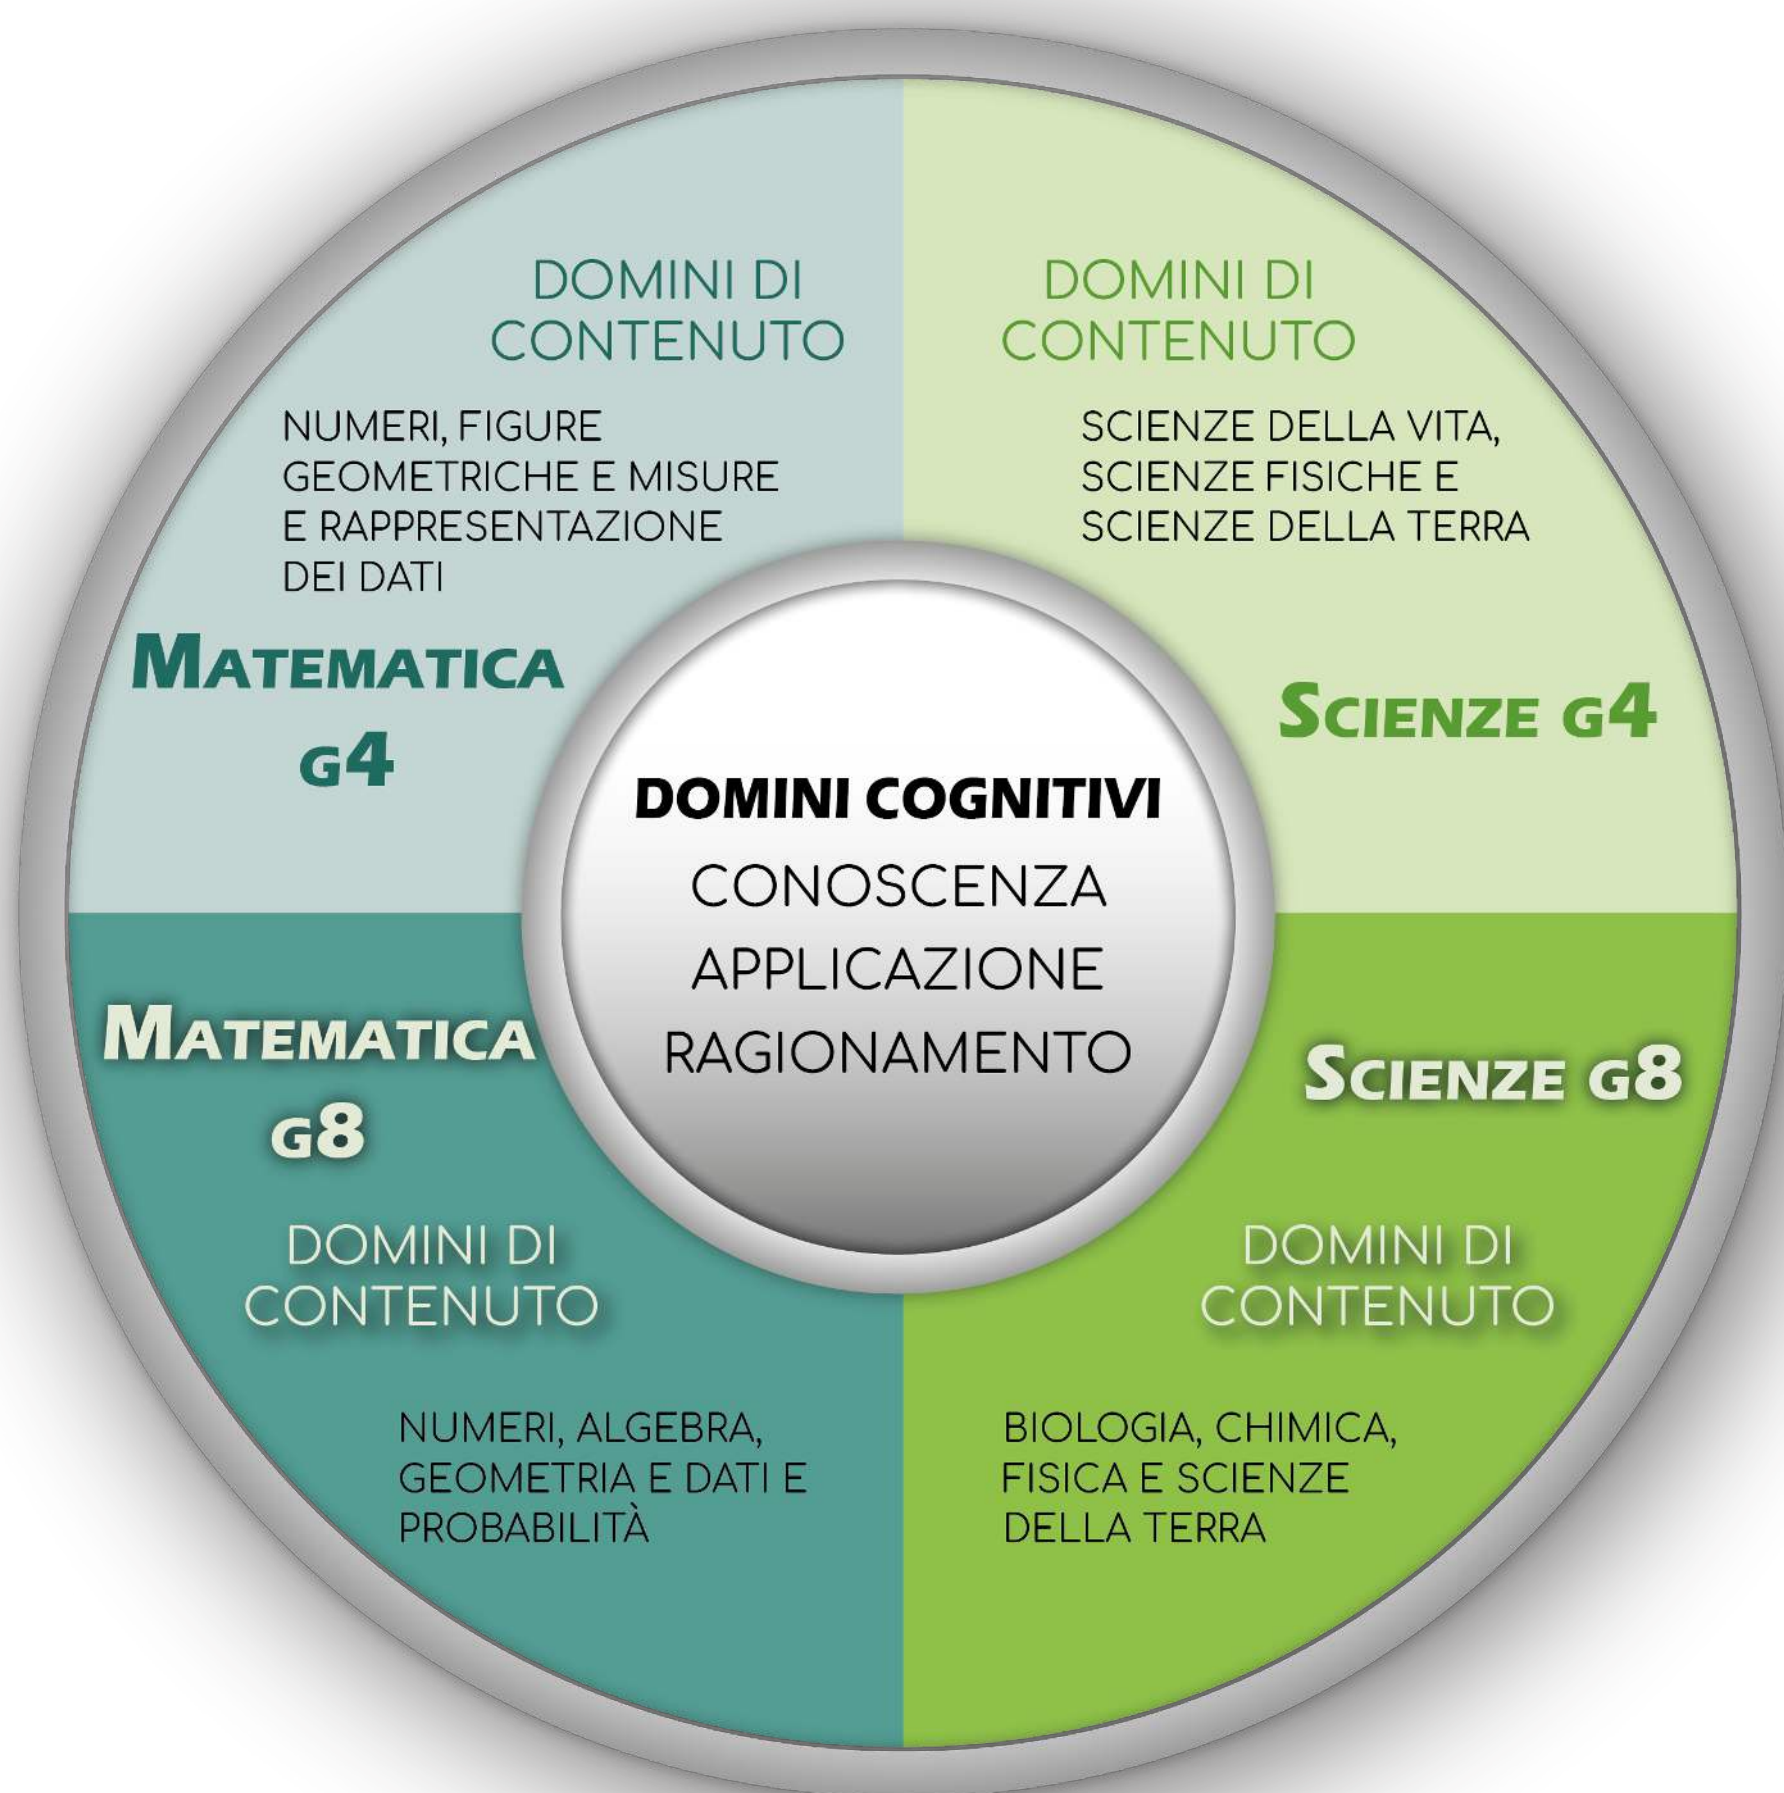 DOMINI DI
CONTENUTO
NUMERI, FIGURE
GEOMETRICHE E MISURE
E RAPPRESENTAZIONE
DEI DATI
MATEMATICA
G4
DOMINI DI
CONTENUTO
SCIENZE DELLA VITA,
SCIENZE FISICHE E
SCIENZE DELLA TERRA
SCIENZE G4
DOMINI COGNITIVI
CONOSCENZA
APPLICAZIONE
RAGIONAMENTO
MATEMATICA
G8
DOMINI DI
CONTENUTO
NUMERI, ALGEBRA,
GEOMETRIA E DATI E
PROBABILITÀ
SCIENZE G8
DOMINI DI
CONTENUTO
BIOLOGIA, CHIMICA,
FISICA E SCIENZE
DELLA TERRA